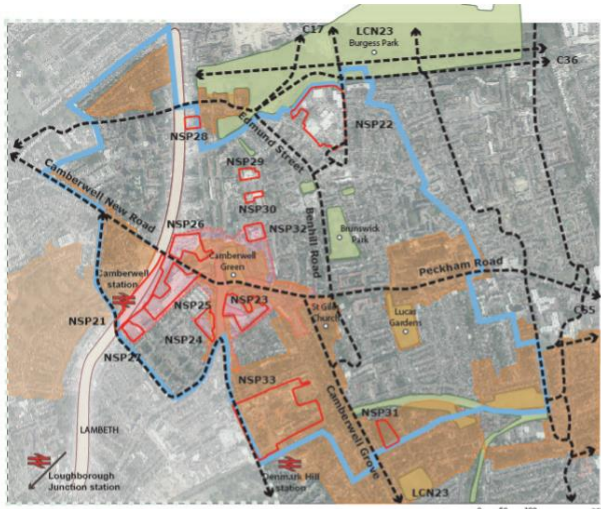 C17
LCN23
Burgess Park
C36
NSP28
Edmund Street
NSP22
NSP29
Camberwell New Road
NSP30
NSP26
NSP32
Benhill Road
Brunswick
Park
Camberwell
Green
Peckham Road
Camberwell
station
NSP25
NSP23
NSP21
St Giles
Church
Lucas
Gardens
NSP24
NSP27
NSP33
Camberwell Grove
NSP31
LAMBETH
Loughborough
Junction station
Denmark Hill
station
LCN23